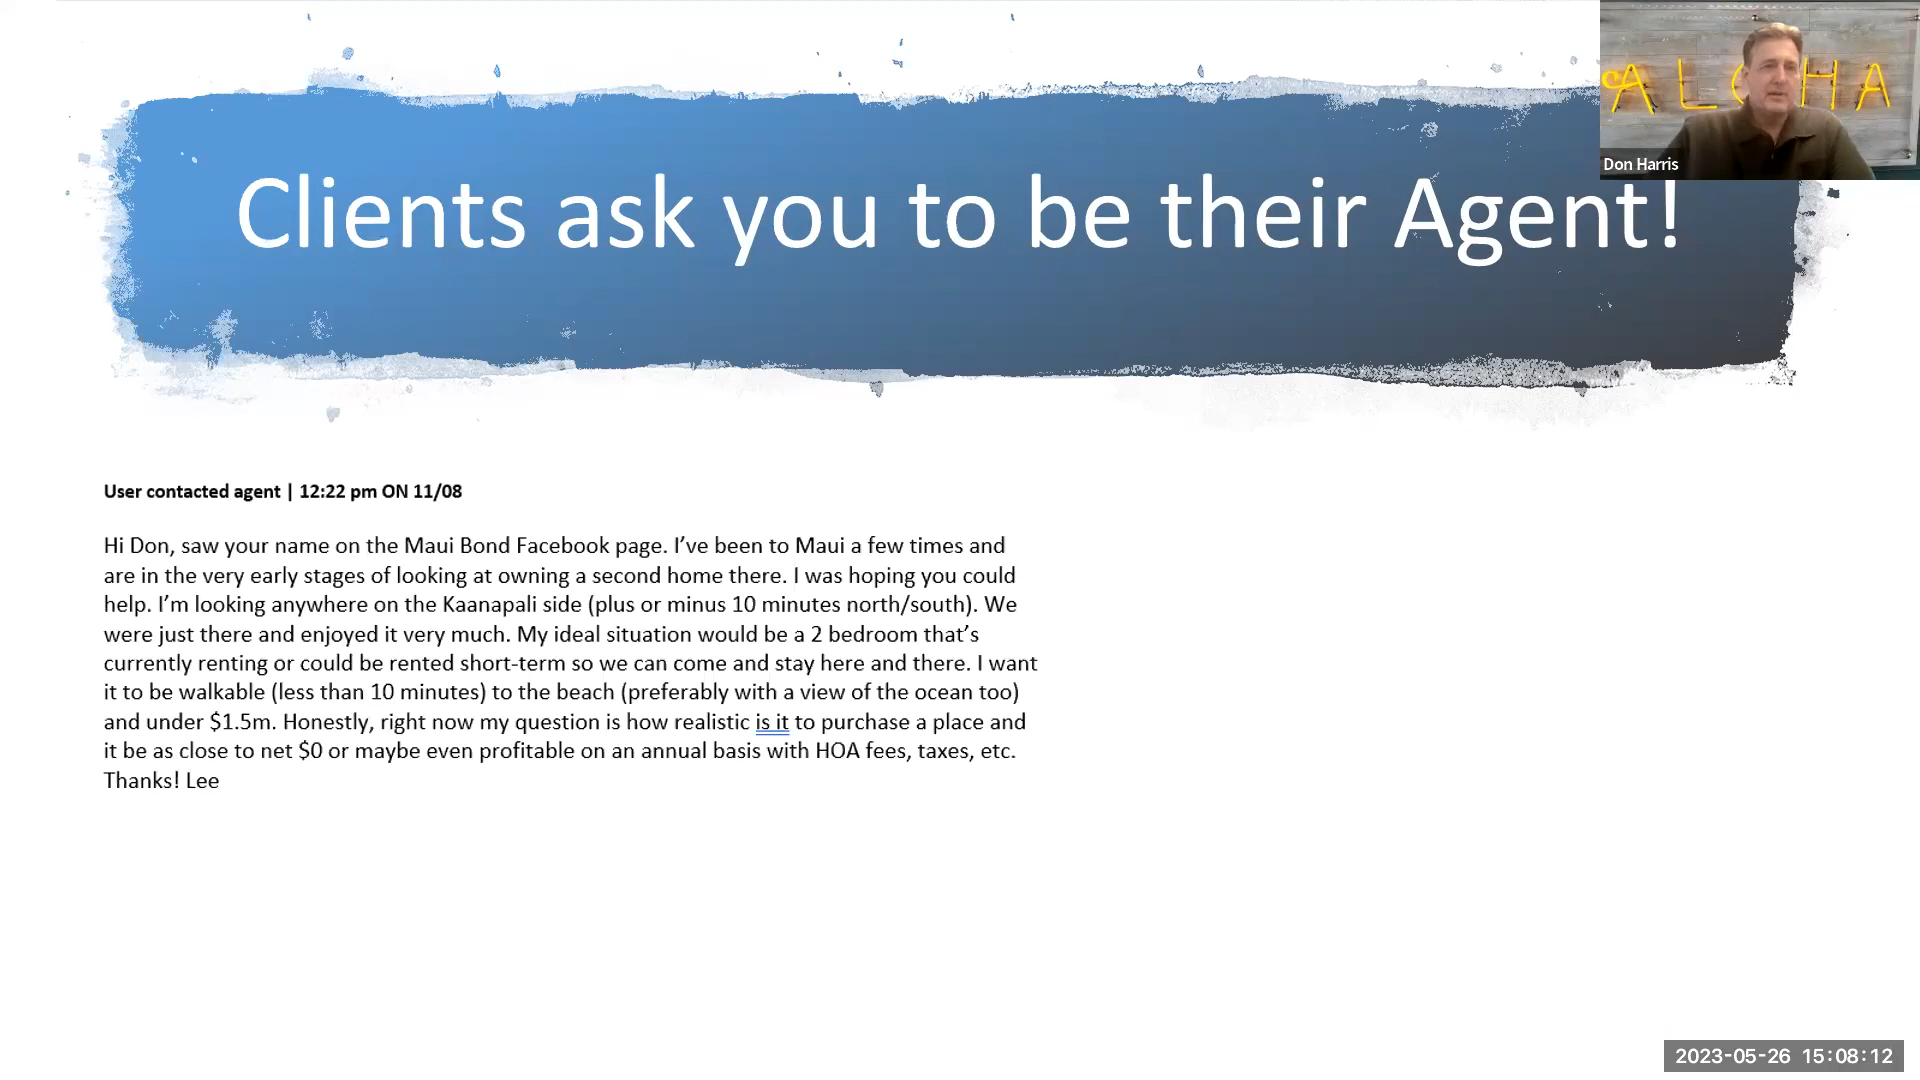 ALOHA
Don Harris
Clients ask you to be their Agent!
User contacted agent | 12:22 pm ON 11/08
Hi Don, saw your name on the Maui Bond Facebook page. I’ve been to Maui a few times and
are in the very early stages of looking at owning a second home there. I was hoping you could
help. I’m looking anywhere on the Kaanapali side (plus or minus 10 minutes north/south). We
were just there and enjoyed it very much. My ideal situation would be a 2 bedroom that’s
currently renting or could be rented short-term so we can come and stay here and there. I want
it to be walkable (less than 10 minutes) to the beach (preferably with a view of the ocean too)
and under $1.5m. Honestly, right now my question is how realistic is it to purchase a place and
it be as close to net $0 or maybe even profitable on an annual basis with HOA fees, taxes, etc.
Thanks! Lee
2023-05-26 15:08:12